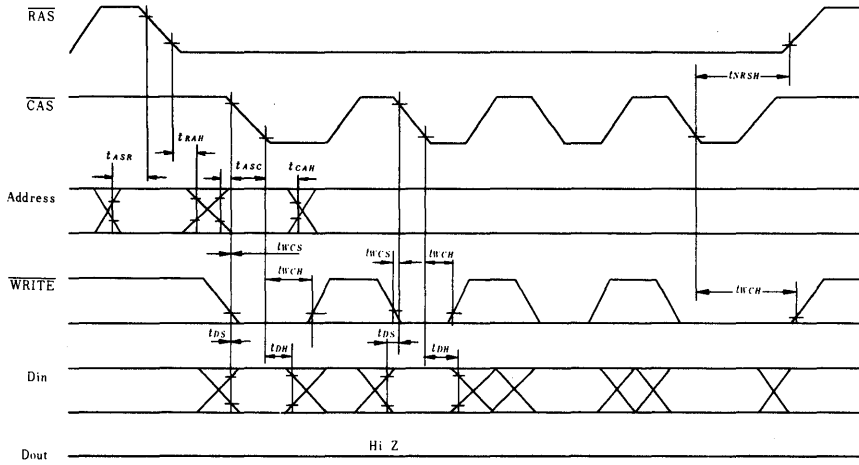 RAS
tNRSH
CAS
tRAH
tASR
tASC
tCAH
Address
tWCS
tWCS
WRITE
tWCH
tWCH
tWCH
tDS
tDS
tDH
tDH
Din
Hi Z
Dout